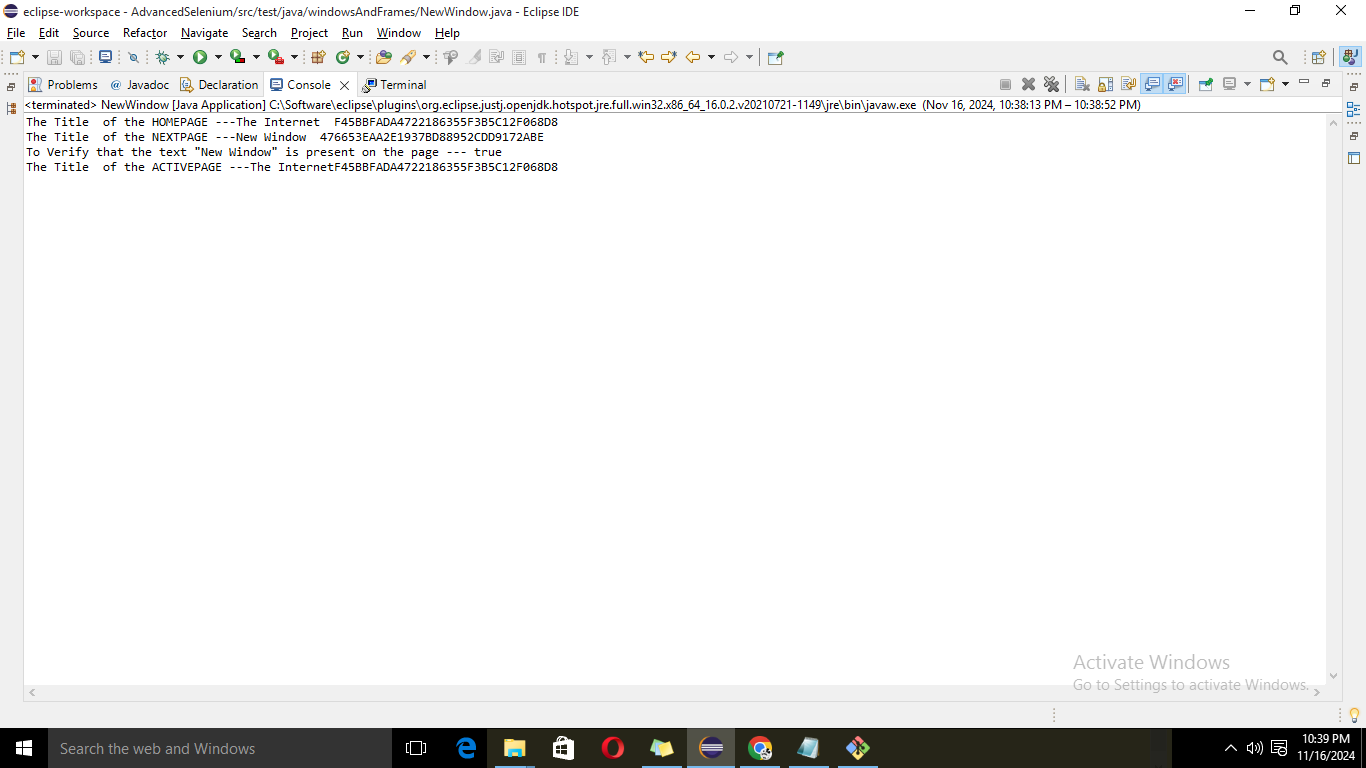 eclipse-workspace - AdvancedSelenium/src/test/java/windowsAndFrames/NewWindow.java - Eclipse IDE
File Edit Source Refactor Navigate Search Project Run Window Help
Problems @ Javadoc Declaration Console Terminal
<terminated> NewWindow [Java Application] C:\Software\eclipse\plugins\org.eclipse.justj.openjdk.hotspot.jre.full.win32.x86_64_16.0.2.v20210721-1149\jre\bin\javaw.exe (Nov 16, 2024, 10:38:13 PM – 10:38:52 PM)
The Title  of the HOMEPAGE ---The Internet  F45BBFADA4722186355F3B5C12F068D8
The Title  of the NEXTPAGE ---New Window  476653EAA2E1937BD88952CDD9172ABE
To Verify that the text "New Window" is present on the page --- true
The Title  of the ACTIVEPAGE ---The InternetF45BBFADA4722186355F3B5C12F068D8
Activate Windows
Go to Settings to activate Windows.
Search the web and Windows
10:39 PM
11/16/2024